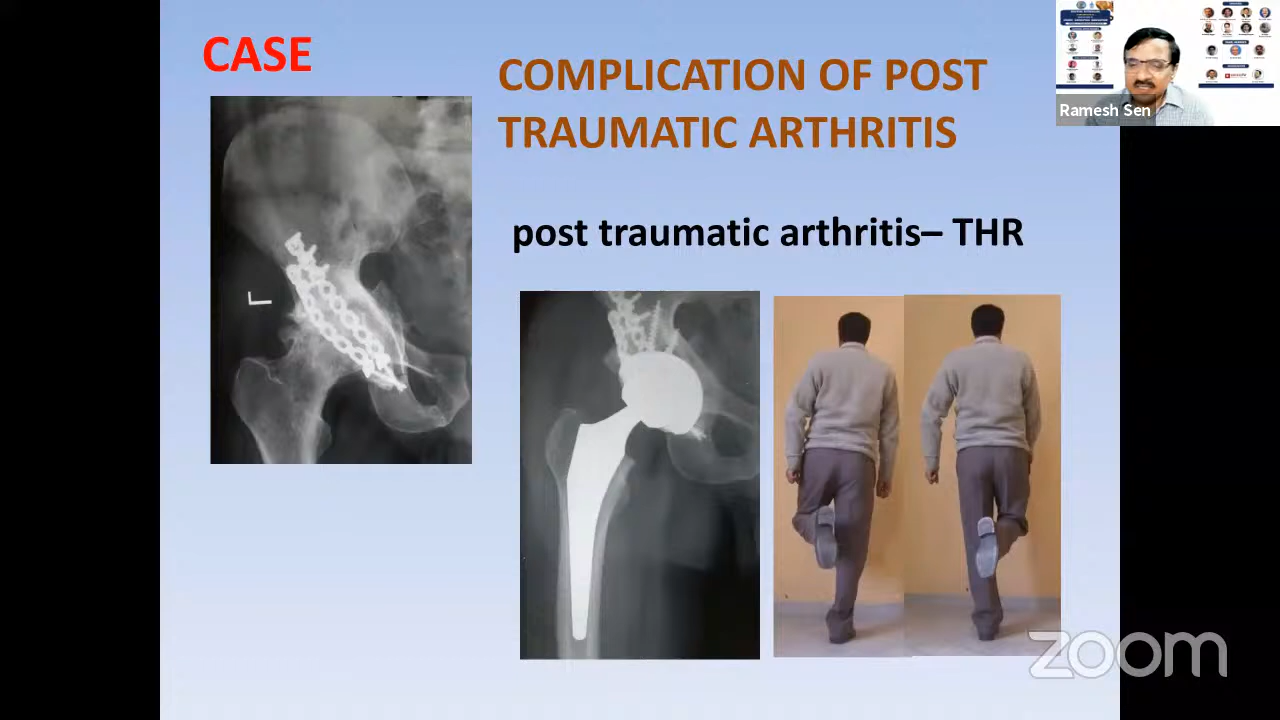 CASE
COMPLICATION OF POST
TRAUMATIC ARTHRITIS
Ramesh Sen
post traumatic arthritis– THR
L
zoom